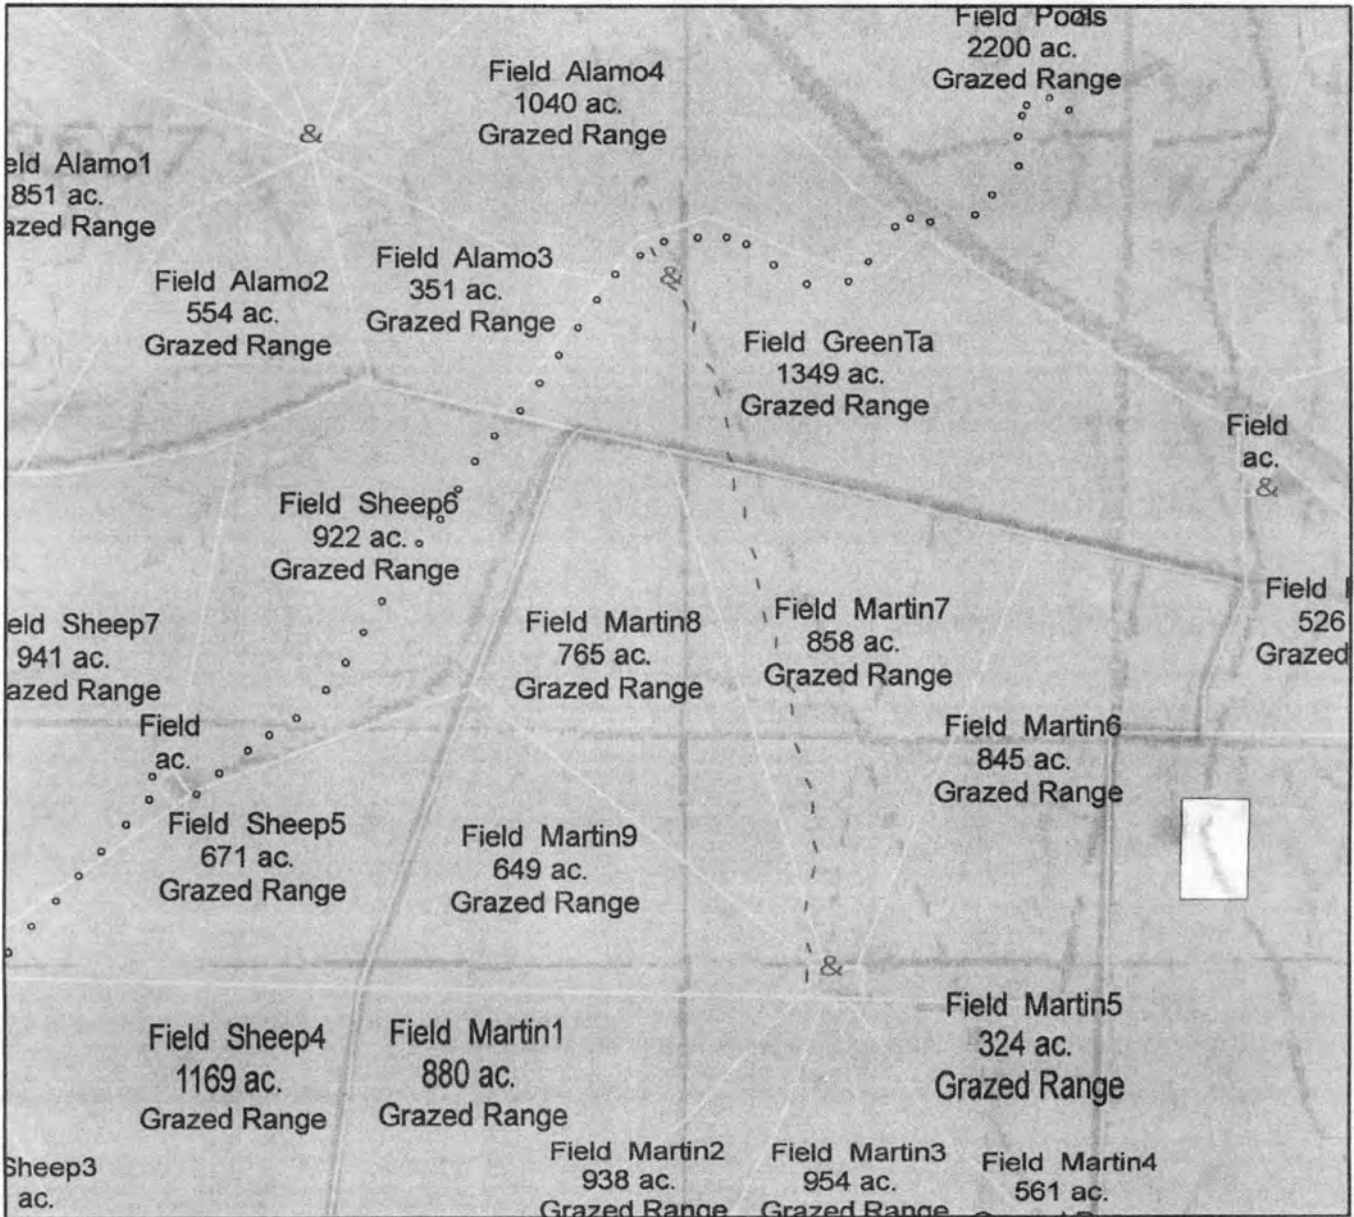 Field Pools
2200 ac.
Grazed Range
Field Alamo4
1040 ac.
Grazed Range
&
eld Alamo1
851 ac.
azed Range
Field Alamo2
554 ac.
Grazed Range
Field Alamo3
351 ac.
Grazed Range
Field GreenTa
1349 ac.
Grazed Range
Field
ac.
&
Field Sheep6
922 ac.
Grazed Range
Field
526
Grazed
eld Sheep7
941 ac.
azed Range
Field Martin8
765 ac.
Grazed Range
Field Martin7
858 ac.
Grazed Range
Field
ac.
Field Martin6
845 ac.
Grazed Range
Field Sheep5
671 ac.
Grazed Range
Field Martin9
649 ac.
Grazed Range
&
Field Sheep4
1169 ac.
Grazed Range
Field Martin1
880 ac.
Grazed Range
Field Martin5
324 ac.
Grazed Range
Sheep3
ac.
Field Martin2
938 ac.
Grazed Range
Field Martin3
954 ac.
Grazed Range
Field Martin4
561 ac.